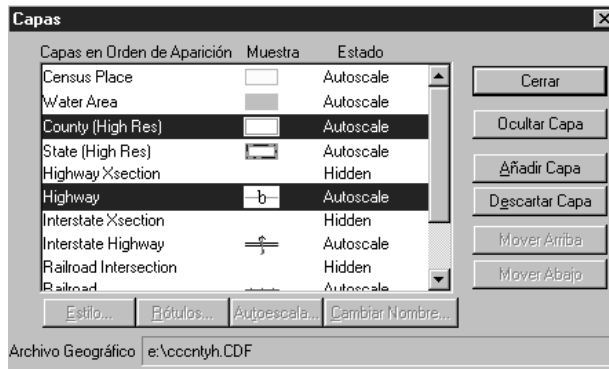 Capas
Capas en Orden de Aparición Muestra Estado
Census Place Autoscale
Water Area Autoscale
County (High Res) Autoscale
State (High Res) Autoscale
Highway Xsection Hidden
Highway b Autoscale
Interstate Xsection Hidden
Interstate Highway Autoscale
Railroad Intersection Hidden
Railroad Autoscale
Cerrar
Ocultar Capa
Añadir Capa
Descartar Capa
Mover Arriba
Mover Abajo
Estilo... Rótulos... Autoescala... Cambiar Nombre...
Archivo Geográfico e:\cccntyh.CDF